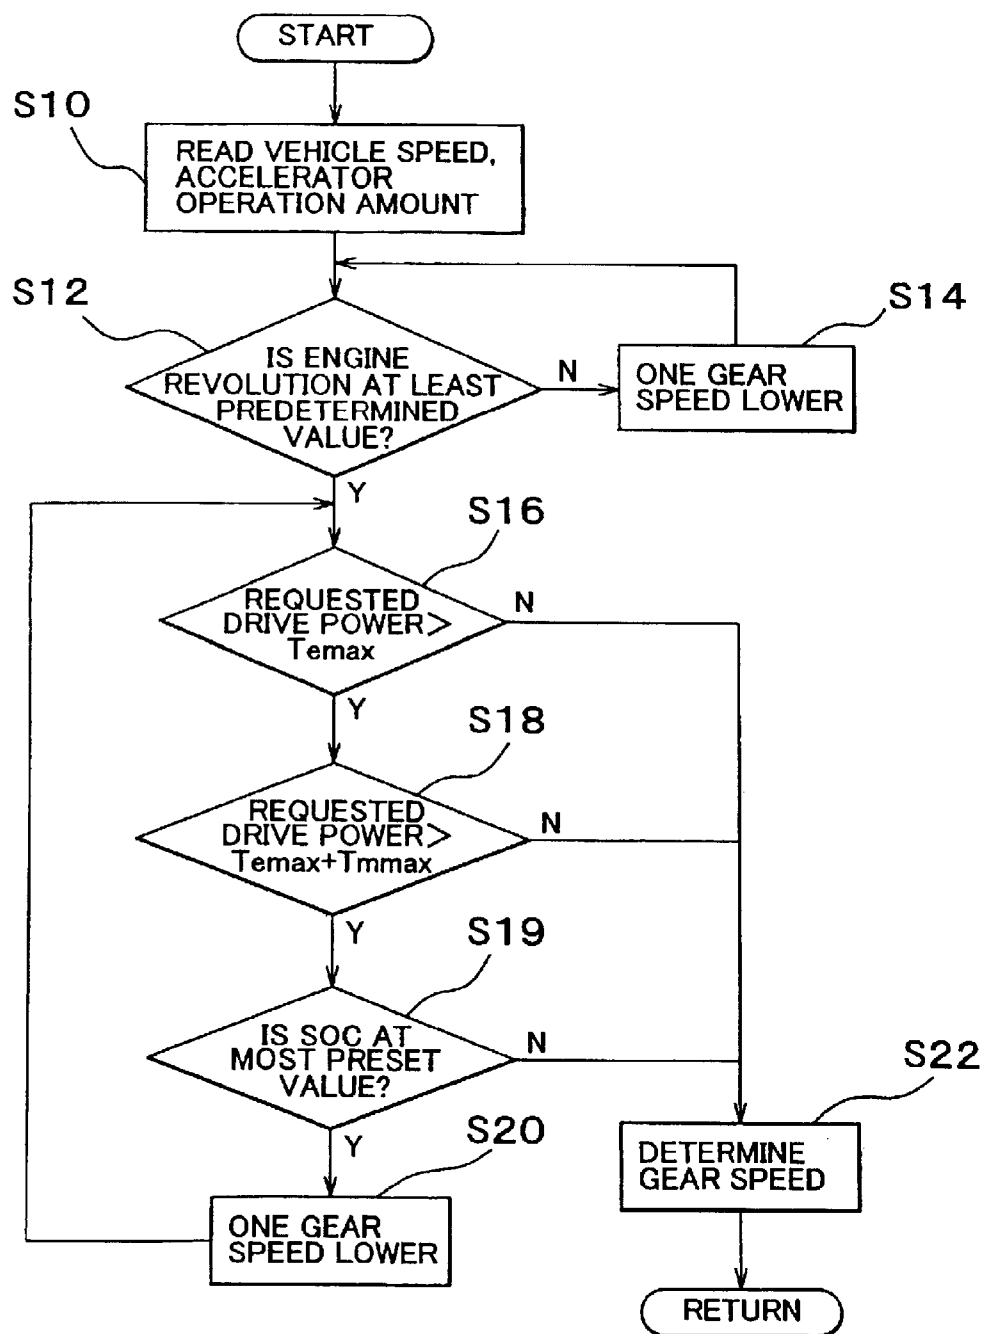 START
S10
READ VEHICLE SPEED,
ACCELERATOR
OPERATION AMOUNT
S12
IS ENGINE
REVOLUTION AT LEAST
PREDETERMINED
VALUE?
N
S14
ONE GEAR
SPEED LOWER
Y
S16
REQUESTED
DRIVE POWER>
Temax
N
Y
S18
REQUESTED
DRIVE POWER>
Temax+Tmmax
N
Y
S19
IS SOC AT
MOST PRESET
VALUE?
N
Y
S20
ONE GEAR
SPEED LOWER
S22
DETERMINE
GEAR SPEED
RETURN